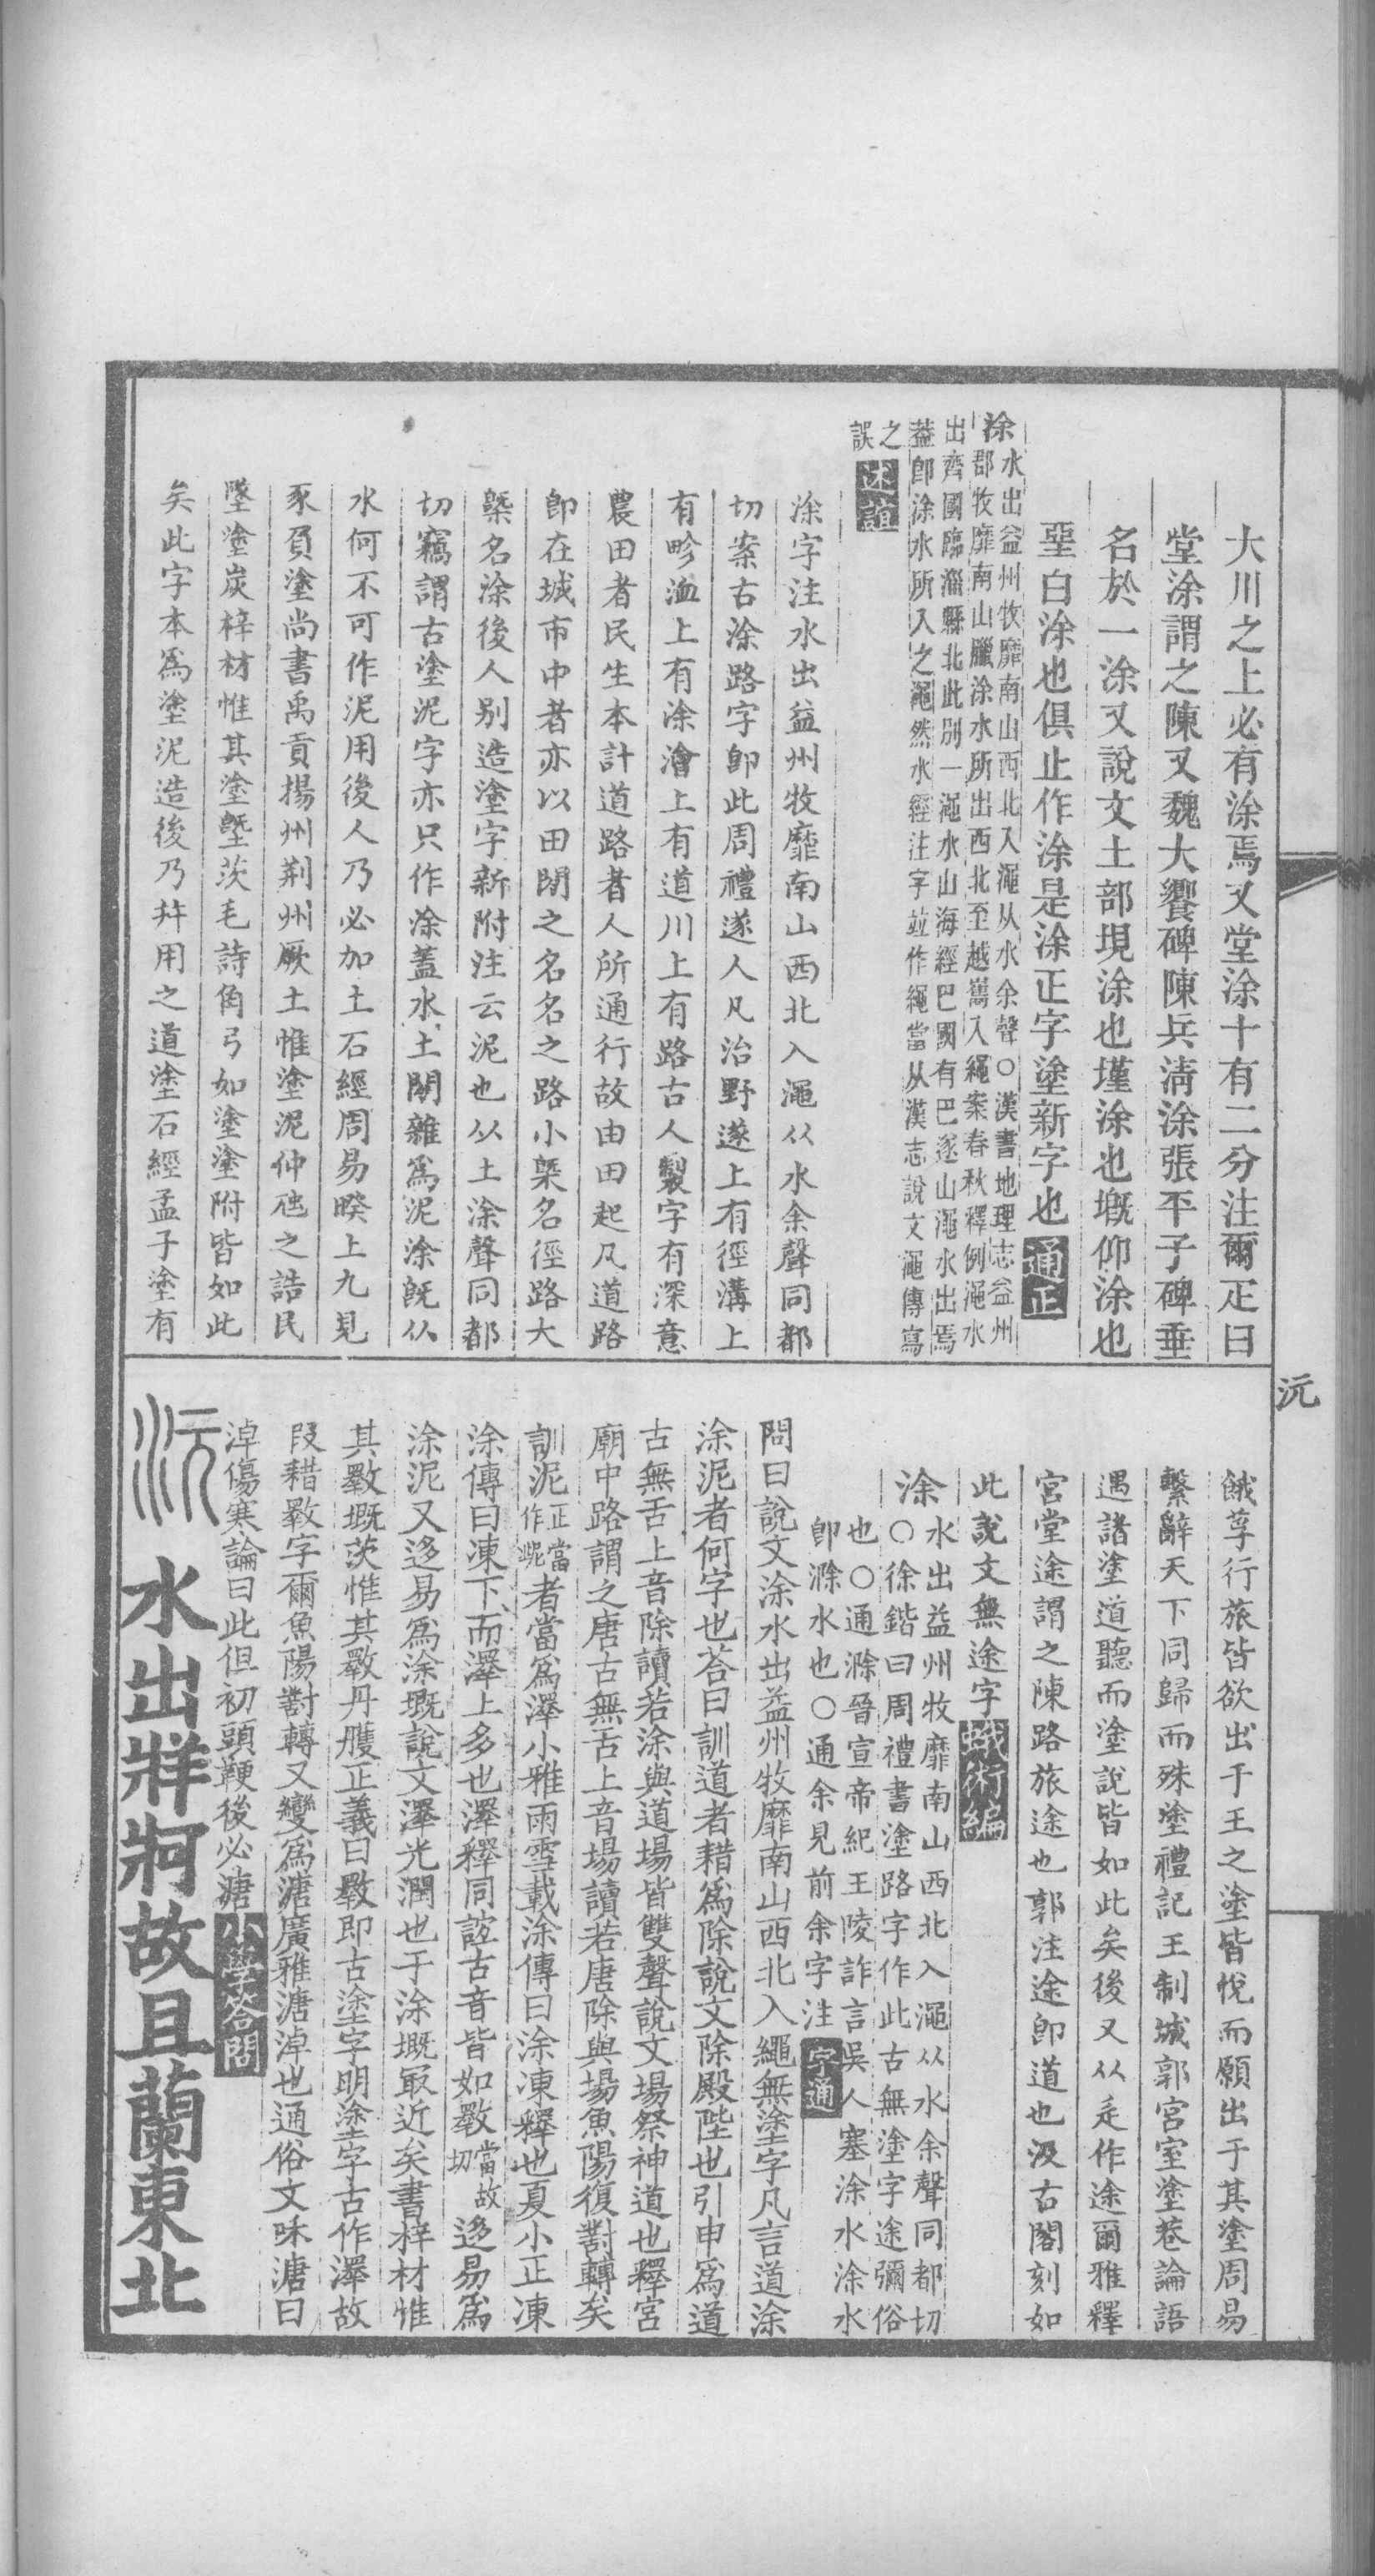 大川之上必有涂焉又堂涂十有二分注爾疋曰
堂涂謂之陳又魏大饗碑陳兵淸涂張平子碑垂
名於一涂又說文土部垷涂也墐涂也墍仰涂也
堊白涂也俱止作涂是涂正字塗新字也通正
涂水出益州牧靡南山西北入澠从水余聲○漢書地理志益州
郡牧靡南山臘涂水所出西北至越嶲入繩案春秋釋例澠水
出齊國臨淄縣北此別一澠水山海經巴國有巴遂山澠水出焉
葢卽涂水所入之澠然水經注字竝作繩當从漢志說文澠傳寫
之誤述誼
涂字注水出益州牧靡南山西北入澠从水余聲同都
切案古涂路字卽此周禮遂人凡治野遂上有徑溝上
有畛洫上有涂澮上有道川上有路古人製字有深意
農田者民生本計道路者人所通行故由田起凡道路
卽在城市中者亦以田閒之名名之路小槩名徑路大
槩名涂後人別造塗字新附注云泥也从土涂聲同都
切竊謂古塗泥字亦只作涂蓋水土閒雜爲泥涂旣从
水何不可作泥用後人乃必加土石經周易睽上九見
豕負塗尚書禹貢揚州荆州厥土惟塗泥仲虺之誥民
墜塗炭梓材惟其塗墍茨毛詩角弓如塗塗附皆如此
矣此字本爲塗泥造後乃幷用之道塗石經孟子塗有
沅
餓莩行旅皆欲出于王之塗皆悅而願出于其塗周易
繫辭天下同歸而殊塗禮記王制城郭宮室塗巷論語
遇諸塗道聽而塗說皆如此矣後又从辵作途爾雅釋
宮堂途謂之陳路旅途也郭注途卽道也汲古閣刻如
此說文無途字蛾術編
涂水出益州牧靡南山西北入澠从水余聲同都切
○徐鍇曰周禮書塗路字作此古無塗字途彌俗
也○通滁晉宣帝紀王陵詐言吳人塞涂水涂水
卽滁水也○通余見前余字注字通
問曰說文涂水出益州牧靡南山西北入繩無塗字凡言道涂
涂泥者何字也荅曰訓道者耤爲除說文除殿陛也引申爲道
古無舌上音除讀若涂與道場皆雙聲說文場祭神道也釋宮
廟中路謂之唐古無舌上音場讀若唐除與場魚陽復對轉矣
訓泥正當作埿者當爲澤小雅雨雪載涂傳曰涂凍釋也夏小正凍
涂傳曰凍下而澤上多也澤釋同誼古音皆如斁當故切迻易爲
涂泥又迻易爲涂墍說文澤光潤也于涂墍㝡近矣書梓材惟
其斁墍茨惟其斁丹雘正義曰斁卽古塗字明塗字古作澤故
叚耤斁字爾魚陽對轉又變爲溏廣雅溏淖也通俗文禾溏曰
淖傷寒論曰此但初頭鞕後必溏小學答問
沅水出牂牁故且蘭東北